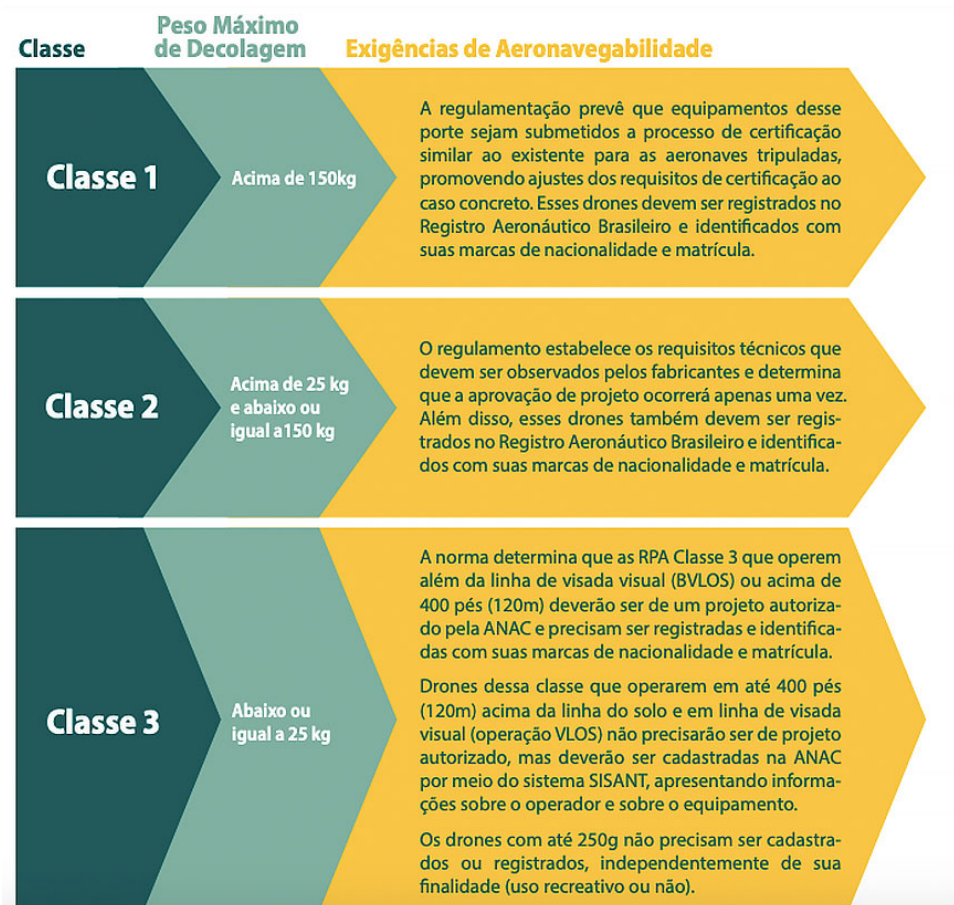 Classe
Peso Máximo
de Decolagem
Exigências de Aeronavegabilidade
Classe 1
Acima de 150kg
A regulamentação prevê que equipamentos desse
porte sejam submetidos a processo de certificação
similar ao existente para as aeronaves tripuladas,
promovendo ajustes dos requisitos de certificação ao
caso concreto. Esses drones devem ser registrados no
Registro Aeronáutico Brasileiro e identificados com
suas marcas de nacionalidade e matrícula.
Classe 2
Acima de 25 kg
e abaixo ou
igual a150 kg
O regulamento estabelece os requisitos técnicos que
devem ser observados pelos fabricantes e determina
que a aprovação de projeto ocorrerá apenas uma vez.
Além disso, esses drones também devem ser regis-
trados no Registro Aeronáutico Brasileiro e identifica-
dos com suas marcas de nacionalidade e matrícula.
Classe 3
Abaixo ou
igual a 25 kg
A norma determina que as RPA Classe 3 que operem
além da linha de visada visual (BVLOS) ou acima de
400 pés (120m) deverão ser de um projeto autoriza-
do pela ANAC e precisam ser registradas e identifica-
das com suas marcas de nacionalidade e matrícula.
Drones dessa classe que operarem em até 400 pés
(120m) acima da linha do solo e em linha de visada
visual (operação VLOS) não precisarão ser de projeto
autorizado, mas deverão ser cadastradas na ANAC
por meio do sistema SISANT, apresentando informa-
ções sobre o operador e sobre o equipamento.
Os drones com até 250g não precisam ser cadastra-
dos ou registrados, independentemente de sua
finalidade (uso recreativo ou não).